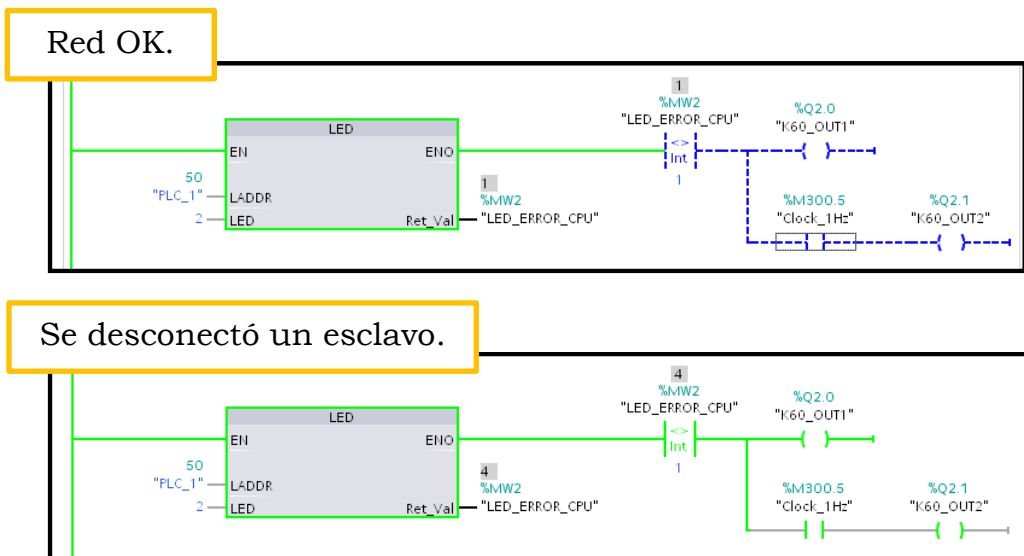 Red OK.
1
%MW2
"LED_ERROR_CPU"
%Q2.0
"K60_OUT1"
LED
EN
ENO
<>
Int
1
50
"PLC_1"
LADDR
2
LED
Ret_Val
1
%MW2
"LED_ERROR_CPU"
%M300.5
"Clock_1Hz"
%Q2.1
"K60_OUT2"
Se desconectó un esclavo.
4
%MW2
"LED_ERROR_CPU"
%Q2.0
"K60_OUT1"
LED
EN
ENO
<>
Int
1
50
"PLC_1"
LADDR
2
LED
Ret_Val
4
%MW2
"LED_ERROR_CPU"
%M300.5
"Clock_1Hz"
%Q2.1
"K60_OUT2"